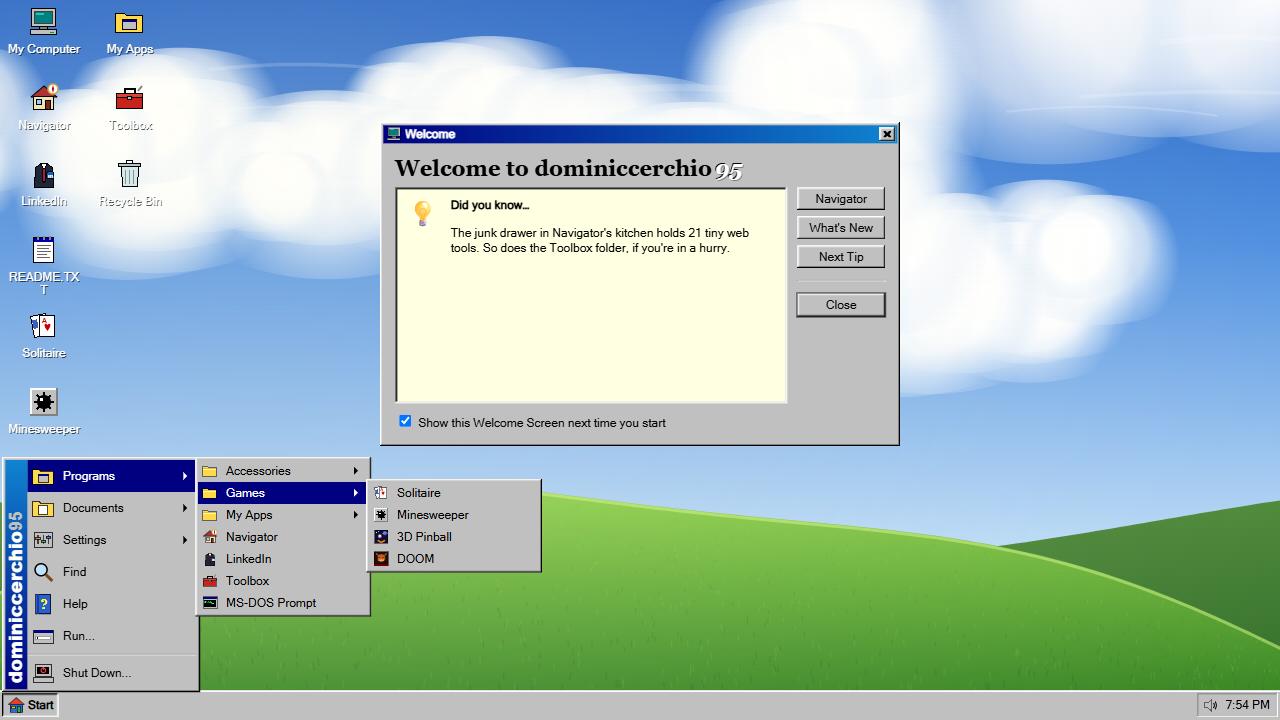 My Computer
My Apps
Navigator
Toolbox
LinkedIn
Recycle Bin
README.TX
T
Solitaire
Minesweeper
Welcome
Welcome to dominiccerchio95
Did you know...
The junk drawer in Navigator's kitchen holds 21 tiny web
tools. So does the Toolbox folder, if you're in a hurry.
Navigator
What's New
Next Tip
Close
Show this Welcome Screen next time you start
dominiccerchio95
Programs
Documents
Settings
Find
Help
Run...
Shut Down...
Accessories
Games
My Apps
Navigator
LinkedIn
Toolbox
MS-DOS Prompt
Solitaire
Minesweeper
3D Pinball
DOOM
Start
7:54 PM